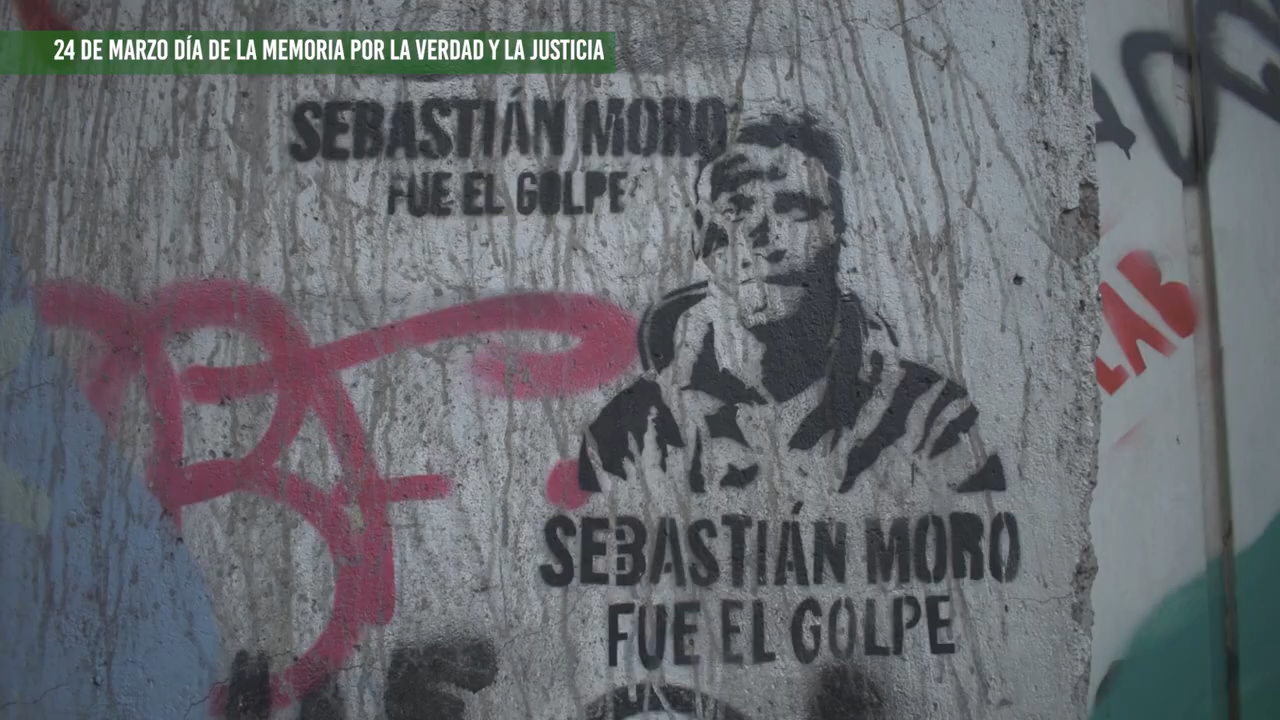 24 DE MARZO DÍA DE LA MEMORIA POR LA VERDAD Y LA JUSTICIA
SEBASTIÁN MORO
FUE EL GOLPE
LAB
SEBASTIÁN MORO
FUE EL GOLPE